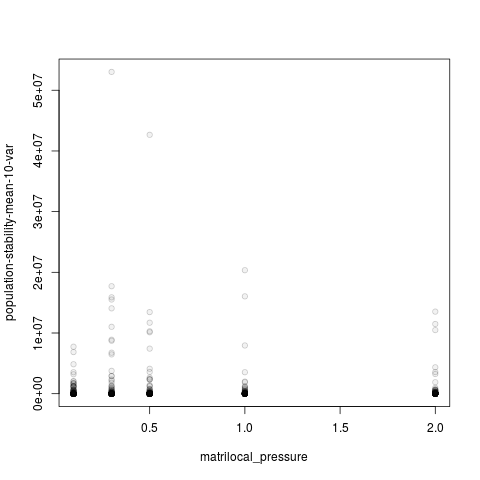 population-stability-mean-10-var
5e+07
4e+07
3e+07
2e+07
1e+07
0e+00
0.5
1.0
1.5
2.0
matrilocal_pressure